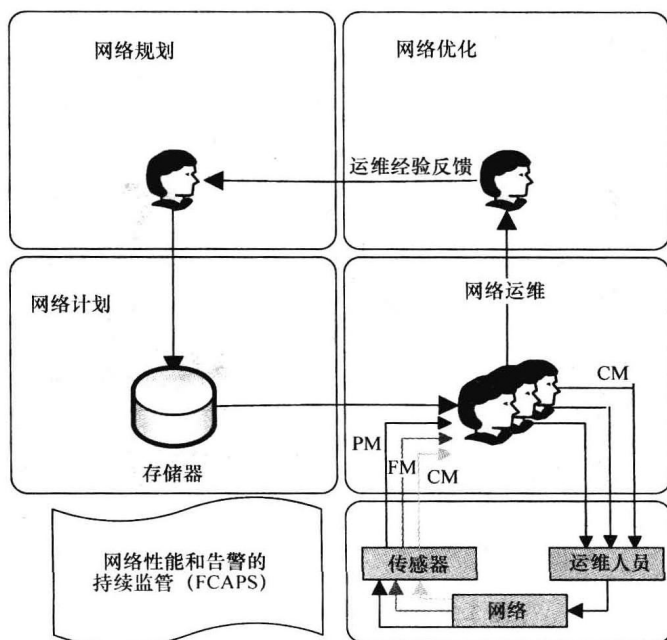 网络规划
网络优化
运维经验反馈
网络计划
网络运维
CM
PM
FM
CM
存储器
网络性能和告警的
持续监管（FCAPS）
传感器
运维人员
网络